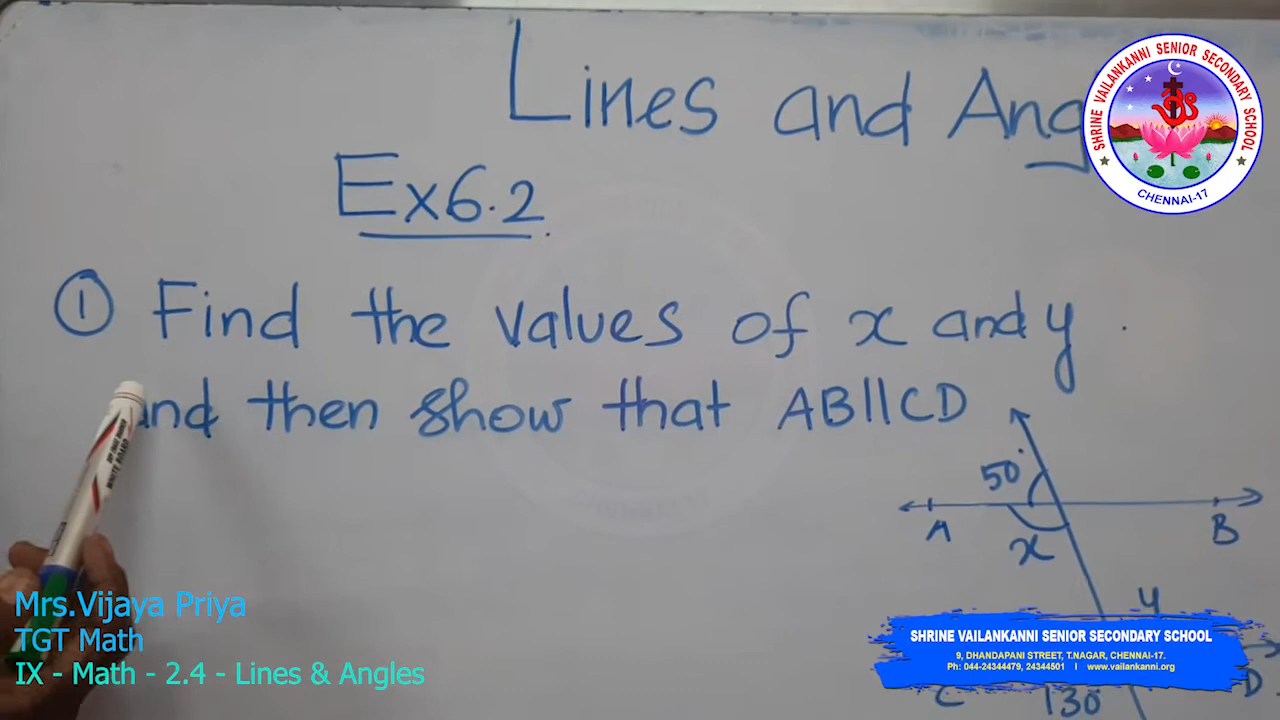 Lines and Ang
Ex 6.2
① Find the values of x and y.
and then show that AB||CD
50°
A
B
x
y
C
130
D
SHRINE VAILANKANNI SENIOR SECONDARY SCHOOL
CHENNAI-17
Mrs.Vijaya Priya
TGT Math
IX - Math - 2.4 - Lines & Angles
SHRINE VAILANKANNI SENIOR SECONDARY SCHOOL
9, DHANDAPANI STREET, T.NAGAR, CHENNAI-17.
Ph: 044-24344479, 24344501 I www.vailankanni.org